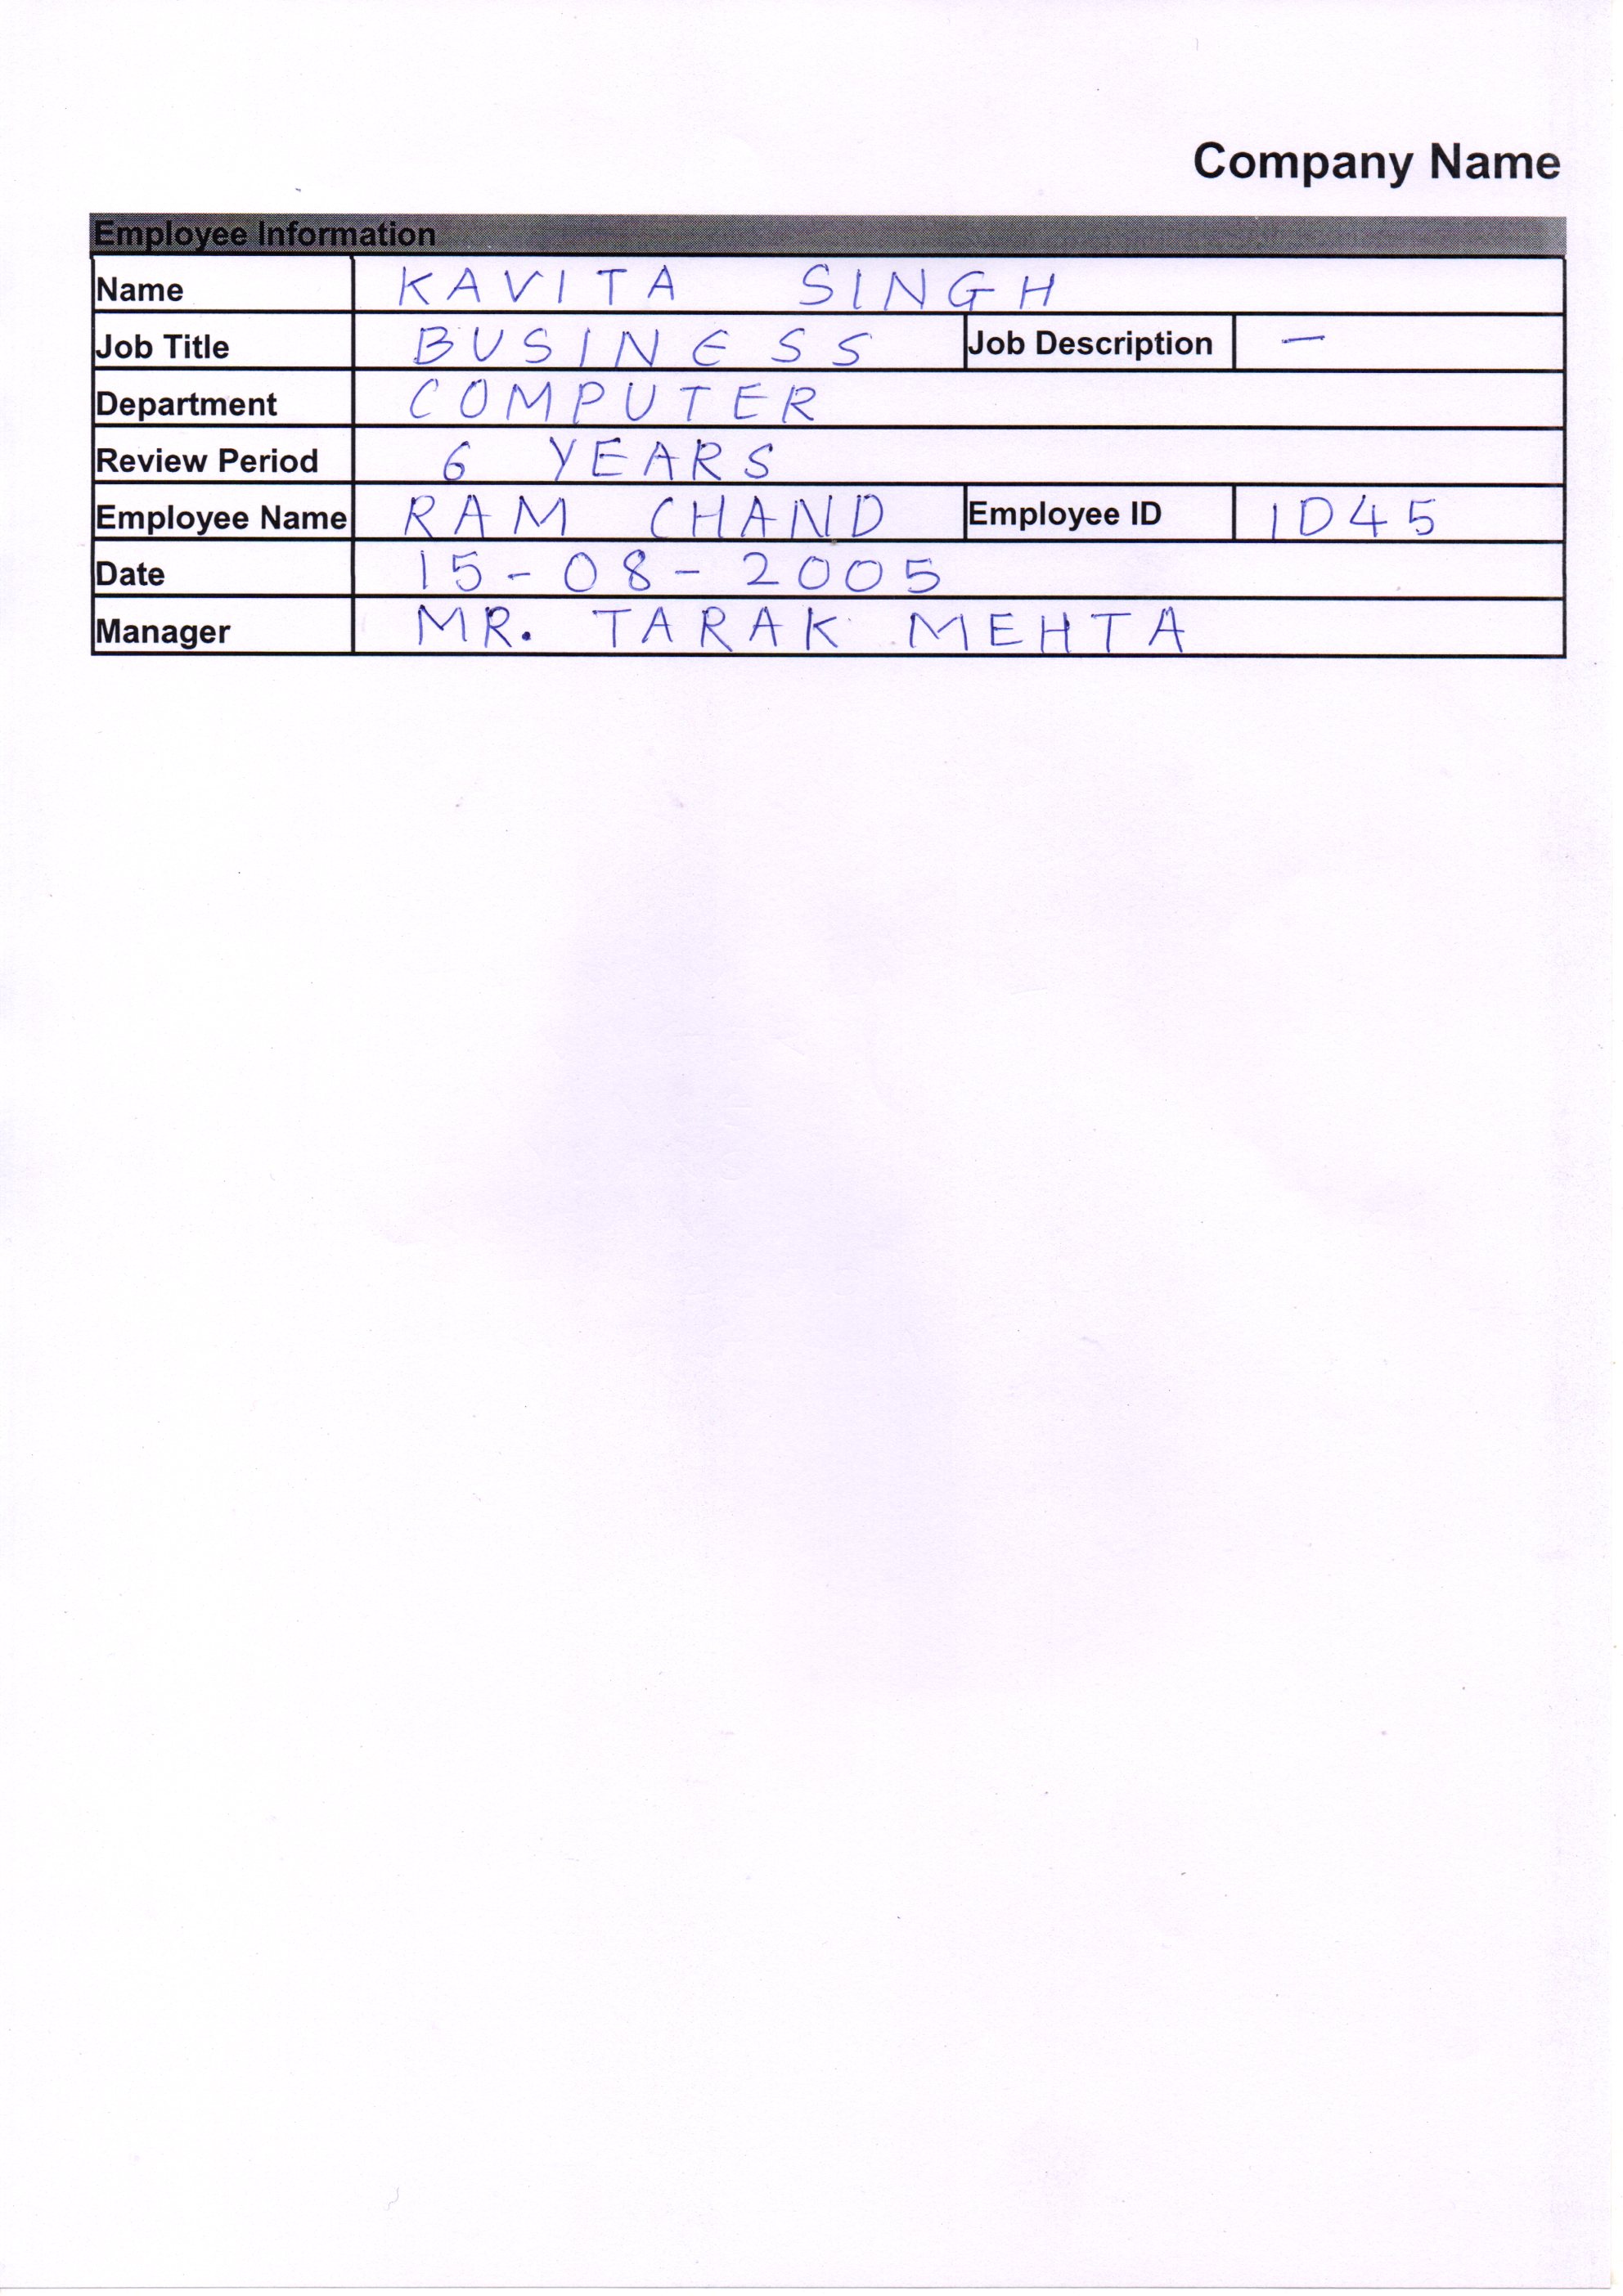 Company Name
Employee Information
Name KAVITA SINGH
Job Title BUSINESS Job Description —
Department COMPUTER
Review Period 6 YEARS
Employee Name RAM CHAND Employee ID ID45
Date 15-08-2005
Manager MR. TARAK MEHTA